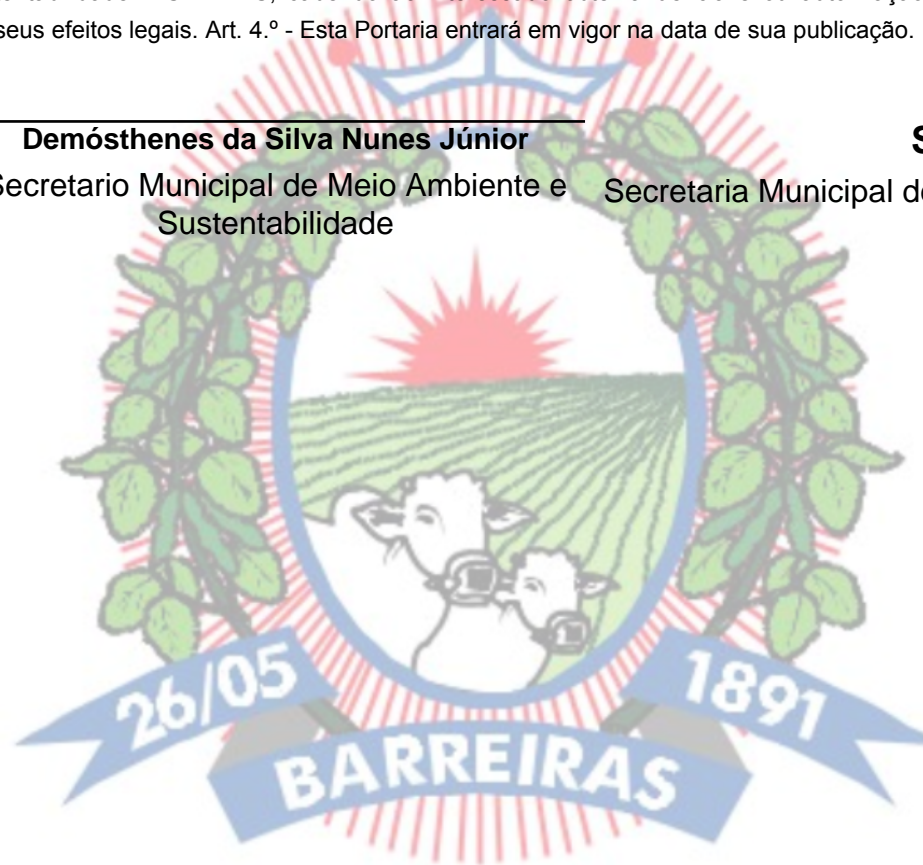 seus efeitos legais. Art. 4.º - Esta Portaria entrará em vigor na data de sua publicação.
Demósthenes da Silva Nunes Júnior
Secretario Municipal de Meio Ambiente e
Sustentabilidade
Secretaria Municipal
26/05
1891
BARREIRAS